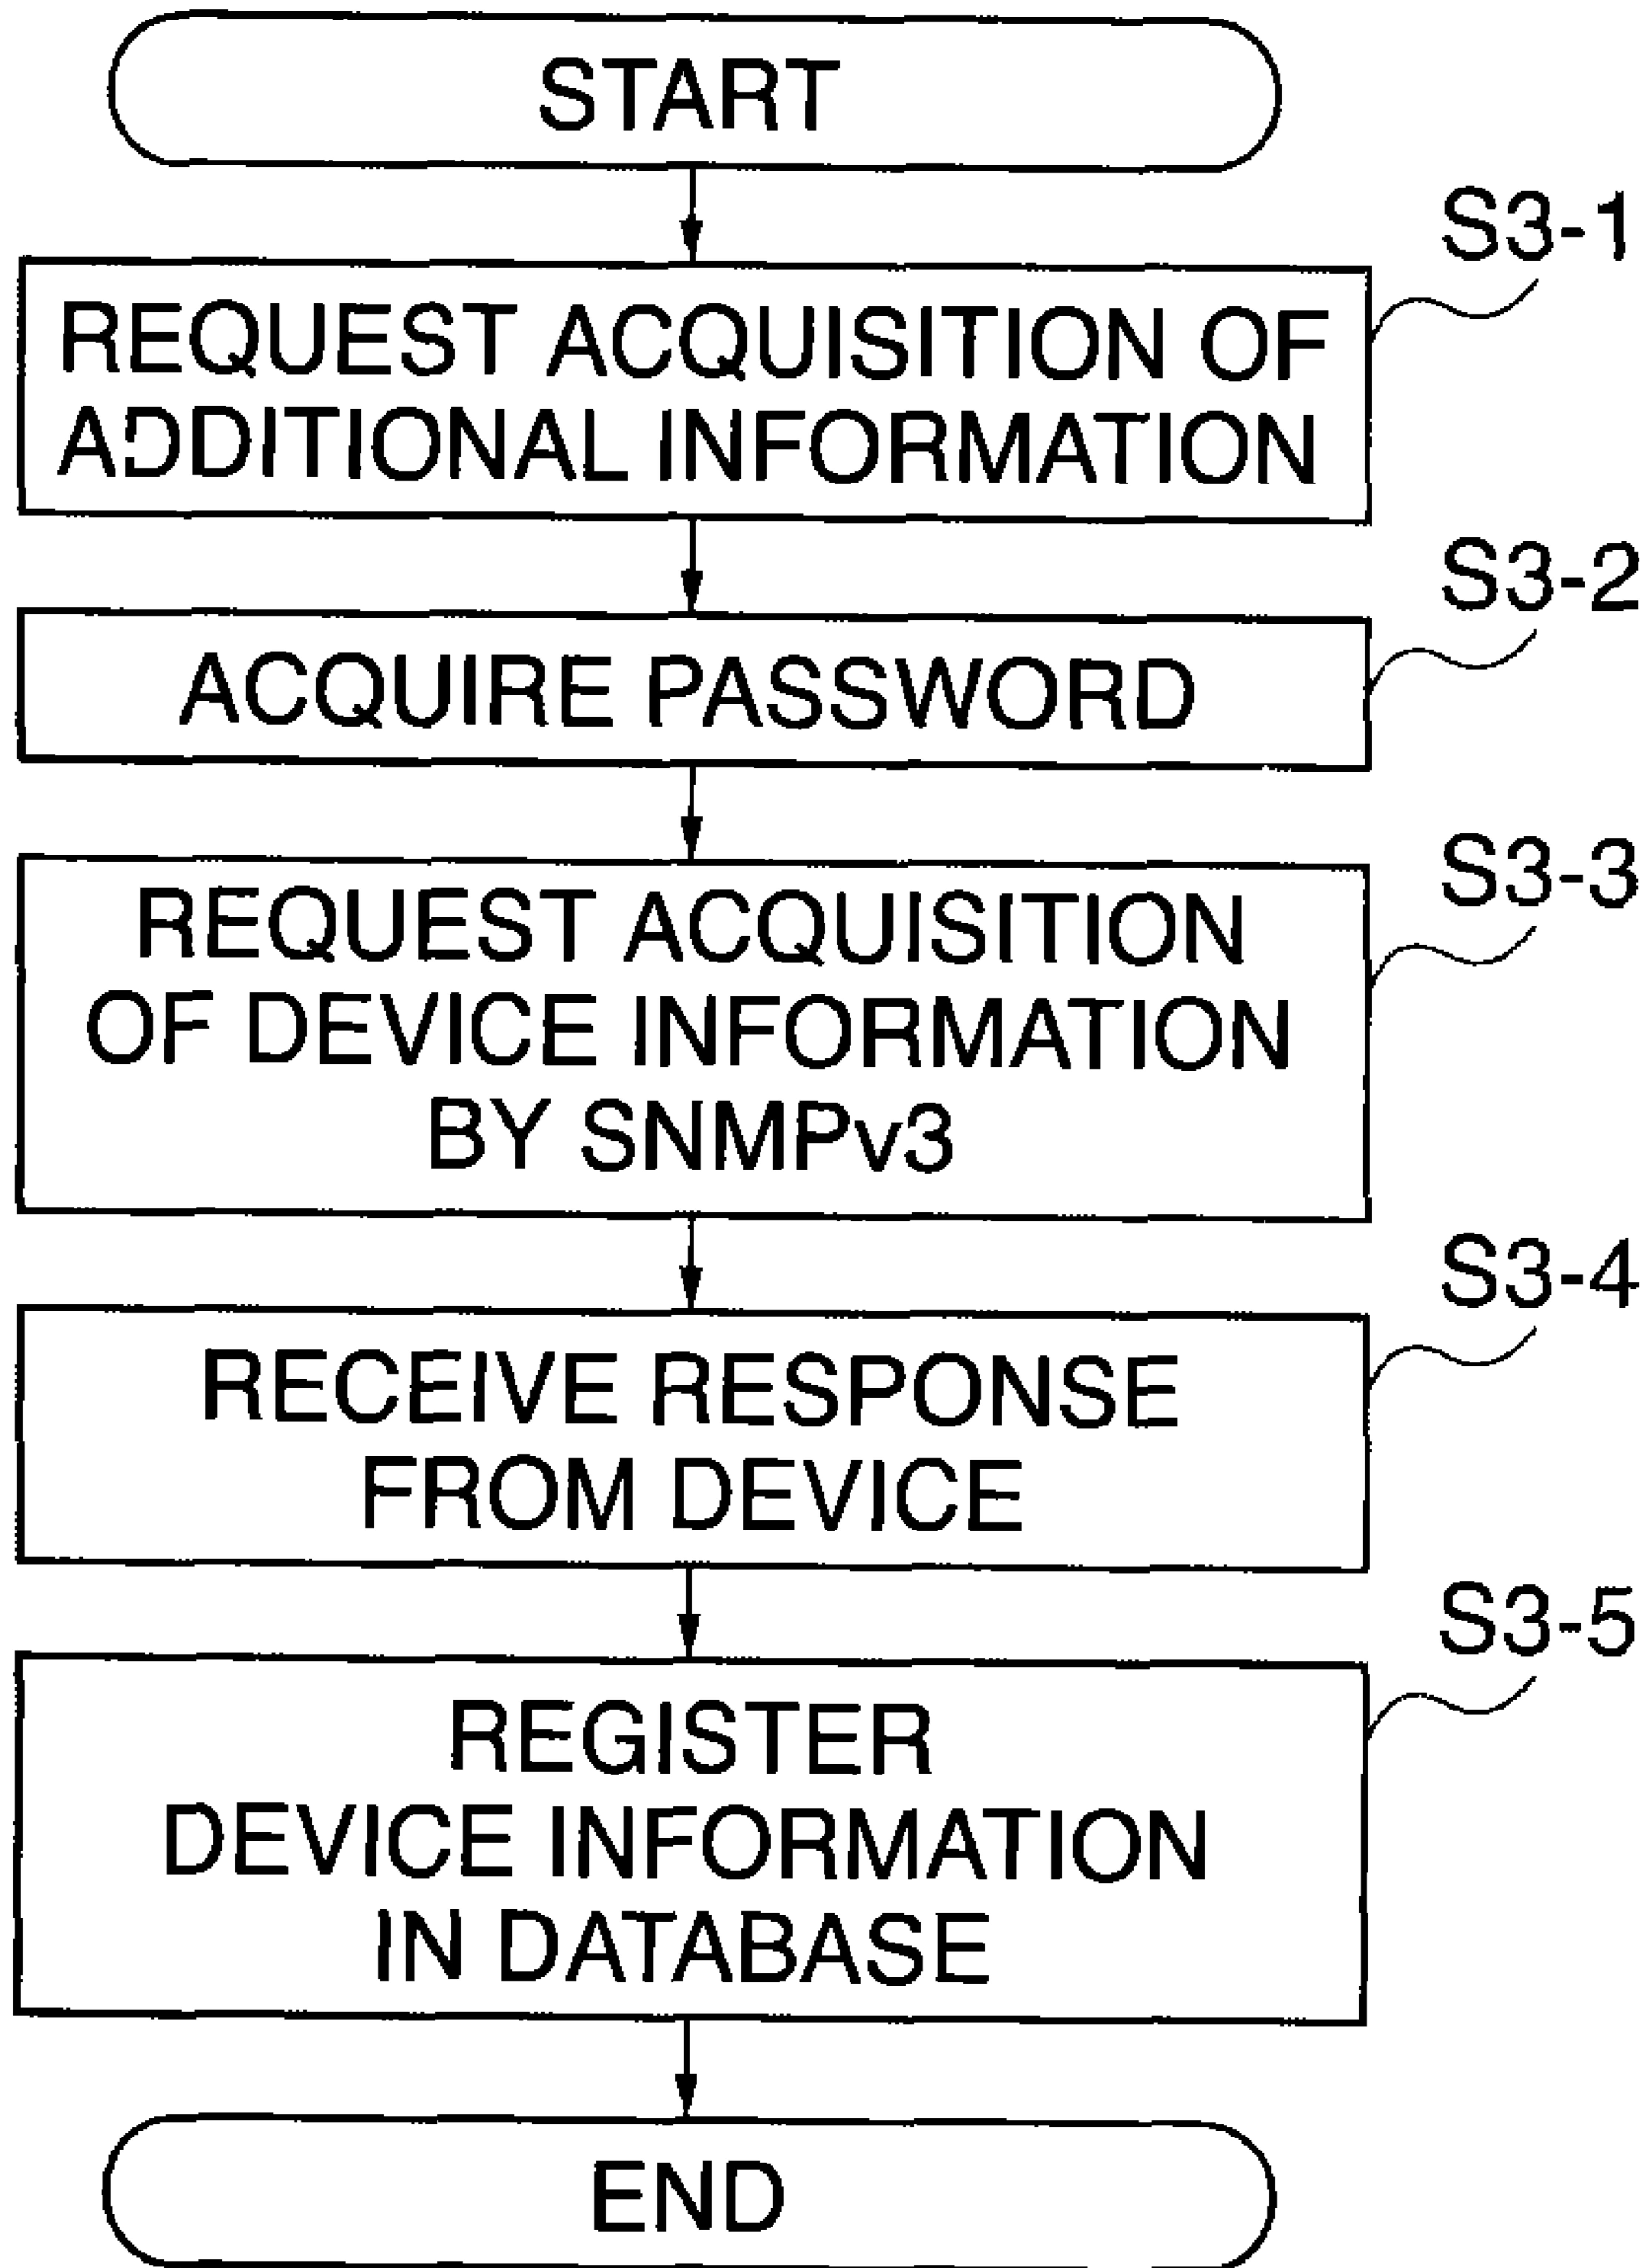 START
S3-1
REQUEST ACQUISITION OF
ADDITIONAL INFORMATION
S3-2
ACQUIRE PASSWORD
S3-3
REQUEST ACQUISITION
OF DEVICE INFORMATION
BY SNMPv3
S3-4
RECEIVE RESPONSE
FROM DEVICE
S3-5
REGISTER
DEVICE INFORMATION
IN DATABASE
END